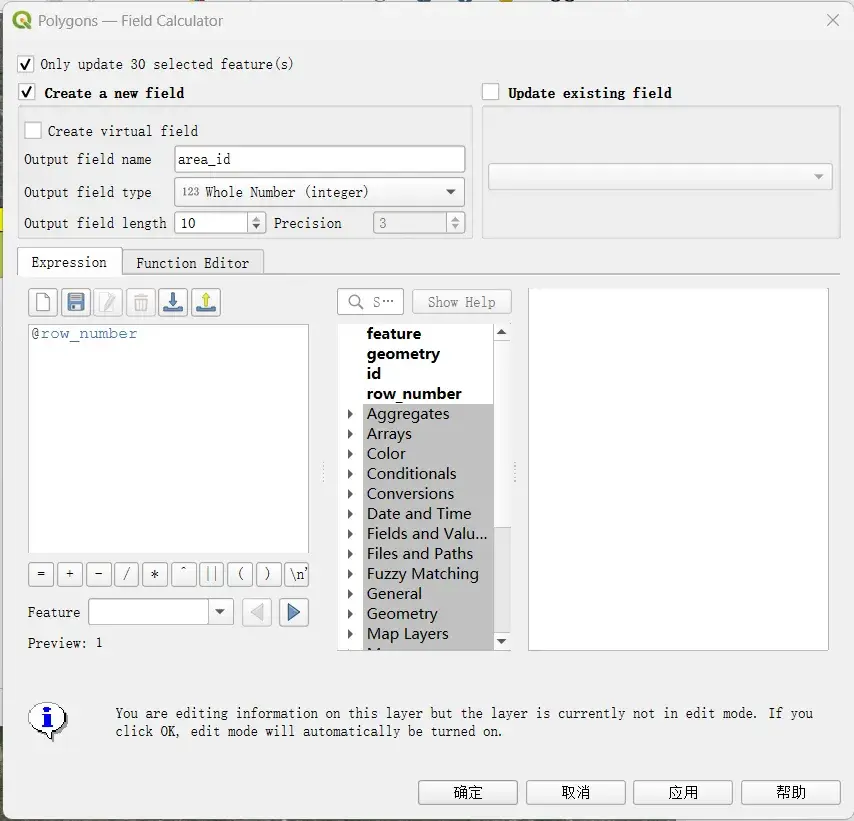 Polygons — Field Calculator
Only update 30 selected feature(s)
Create a new field
Update existing field
Create virtual field
Output field name area_id
Output field type 123 Whole Number (integer)
Output field length 10 Precision 3
Expression Function Editor
S… Show Help
@row_number
feature
geometry
id
row_number
Aggregates
Arrays
Color
Conditionals
Conversions
Date and Time
Fields and Valu...
Files and Paths
Fuzzy Matching
General
Geometry
Map Layers
= + - / * ^ || ( ) \n'
Feature
Preview: 1
You are editing information on this layer but the layer is currently not in edit mode. If you
click OK, edit mode will automatically be turned on.
确定 取消 应用 帮助